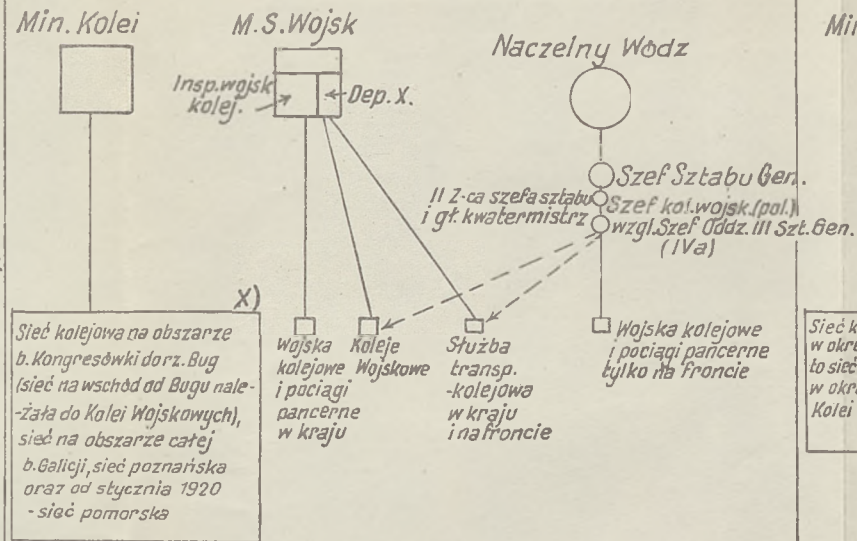 Min. Kolei
M.S.Wojsk
Naczelny Wódz
Min
Insp.wojsk
kolej.
Dep.X.
Szef Sztabu Gen.
II Z-ca szefa sztabu
i gł. kwatermistrz
Szef kol.wojsk.(pol.)
wzgl.Szef Oddz. III Szt. Gen.
(IVa)
X)
Sieć kolejowa na obszarze
b. Kongresówki do rz. Bug
(sieć na wschód od Bugu nale-
-żała do Kolei Wojskowych),
sieć na obszarze całej
b. Galicji, sieć poznańska
oraz od stycznia 1920
- sieć pomorska
Wojska
kolejowe
i pociągi
pancerne
w kraju
Koleje
Wojskowe
Służba
transp.
-kolejowa
w kraju
i na froncie
Wojska kolejowe
i pociągi pancerne
tylko na froncie
Sieć k
w okr
to sieć
w okr
Kolei